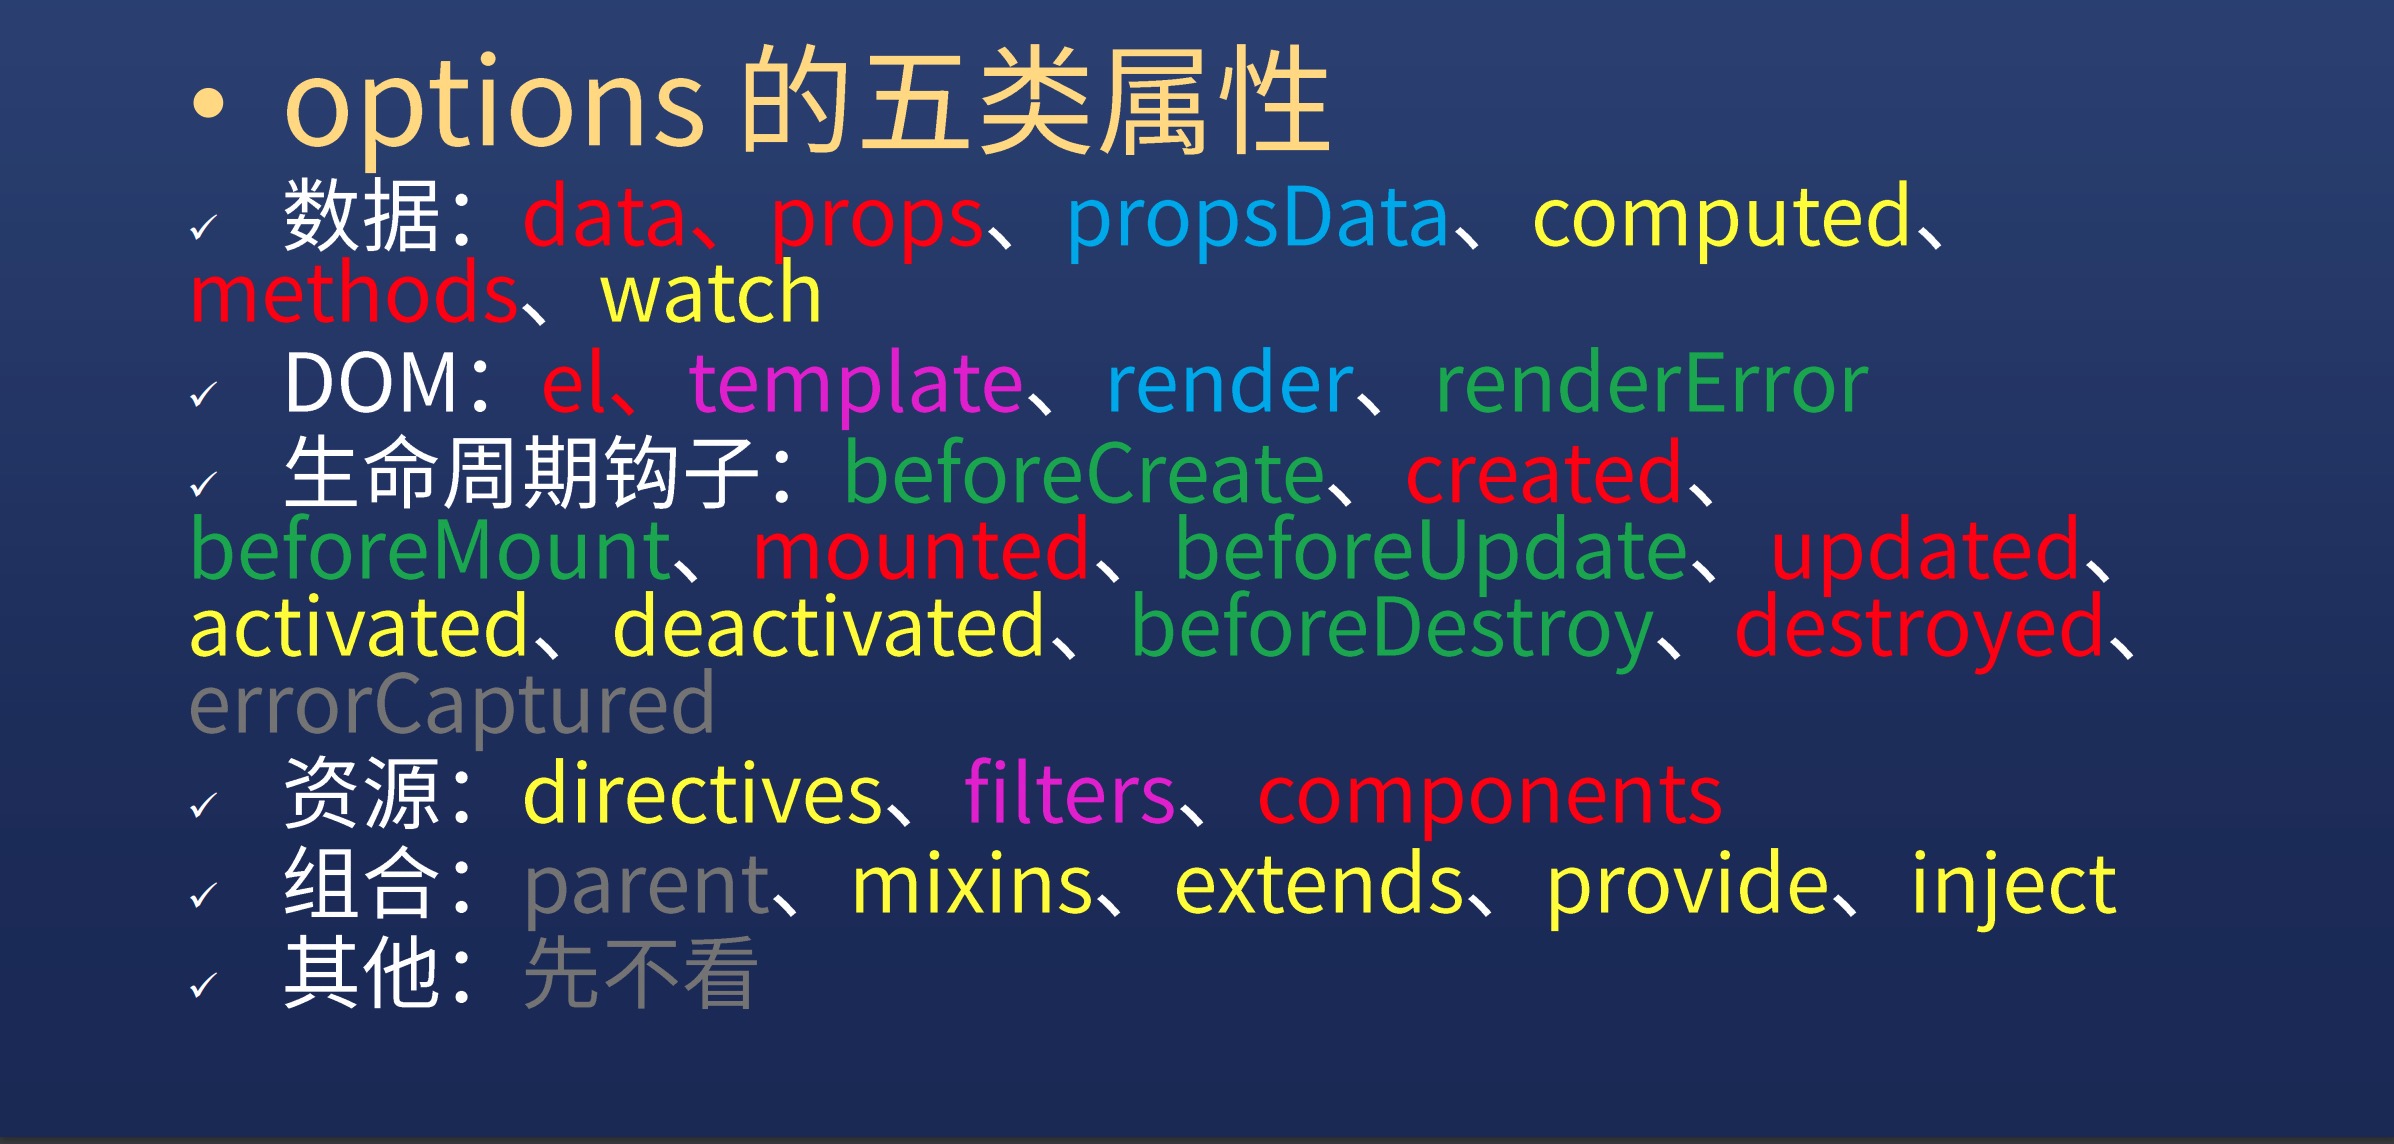 • options 的五类属性
✓ 数据：data、props、propsData、computed、
methods、watch
✓ DOM：el、template、render、renderError
✓ 生命周期钩子：beforeCreate、created、
beforeMount、mounted、beforeUpdate、updated、
activated、deactivated、beforeDestroy、destroyed、
errorCaptured
✓ 资源：directives、filters、components
✓ 组合：parent、mixins、extends、provide、inject
✓ 其他：先不看